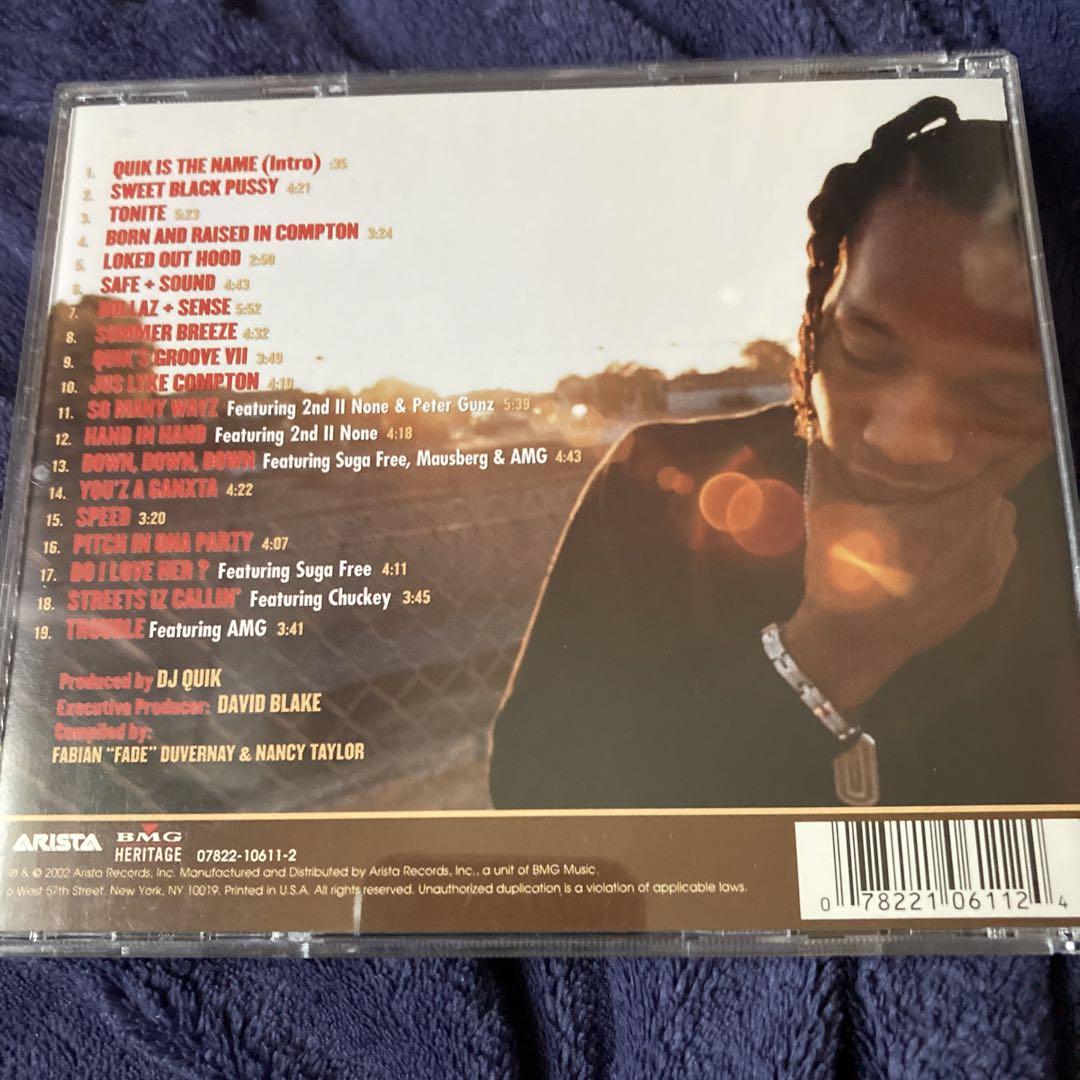 1. QUIK IS THE NAME (Intro) :35
2. SWEET BLACK PUSSY 4:21
3. TONITE 5:23
4. BORN AND RAISED IN COMPTON 3:24
5. LOKED OUT HOOD 2:50
6. SAFE + SOUND 4:43
7. DOLLAZ + SENSE 5:52
8. SUMMER BREEZE 4:32
9. QUIK'S GROOVE VII 3:49
10. JUS LYKE COMPTON 4:19
11. SO MANY WAYZ Featuring 2nd II None & Peter Gunz 5:39
12. HAND IN HAND Featuring 2nd II None 4:18
13. DOWN, DOWN, DOWN Featuring Suga Free, Mausberg & AMG 4:43
14. YOU'Z A GANXTA 4:22
15. SPEED 3:20
16. PITCH IN ONA PARTY 4:07
17. DO I LOVE HER? Featuring Suga Free 4:11
18. STREETS IZ CALLIN' Featuring Chuckey 3:45
19. TROUBLE Featuring AMG 3:41
Produced by DJ QUIK
Executive Producer: DAVID BLAKE
Compiled by:
FABIAN "FADE" DUVERNAY & NANCY TAYLOR
ARISTA BMG HERITAGE 07822-10611-2
℗ & © 2002 Arista Records, Inc. Manufactured and Distributed by Arista Records, Inc., a unit of BMG Music,
6 West 57th Street, New York, NY 10019. Printed in U.S.A. All rights reserved. Unauthorized duplication is a violation of applicable laws.
0 78221 06112 4